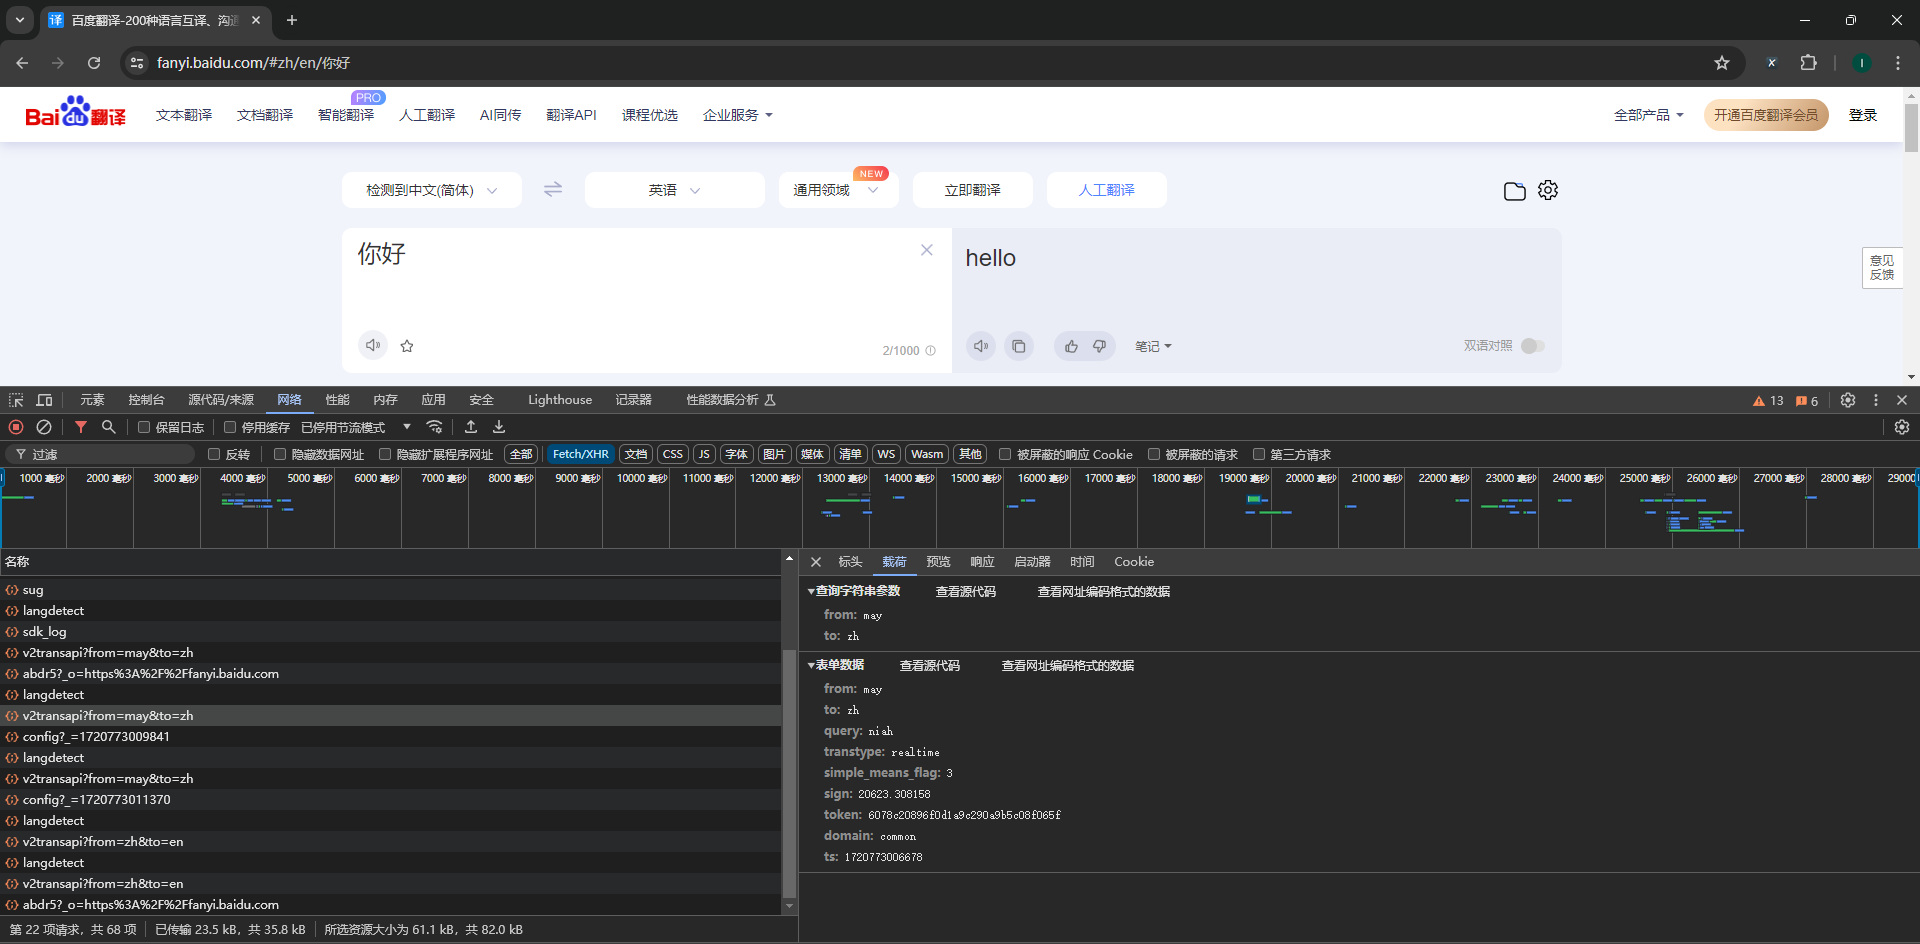 译 百度翻译-200种语言互译、沟通
fanyi.baidu.com/#zh/en/你好
I
Bai du 翻译 文本翻译 文档翻译 智能翻译 PRO 人工翻译 AI同传 翻译API 课程优选 企业服务 全部产品 开通百度翻译会员 登录
检测到中文(简体) 英语 通用领域 NEW 立即翻译 人工翻译
你好 hello
意见
反馈
2/1000 笔记 双语对照
元素 控制台 源代码/来源 网络 性能 内存 应用 安全 Lighthouse 记录器 性能数据分析 13 6
保留日志 停用缓存 已停用节流模式
过滤 反转 隐藏数据网址 隐藏扩展程序网址 全部 Fetch/XHR 文档 CSS JS 字体 图片 媒体 清单 WS Wasm 其他 被屏蔽的响应 Cookie 被屏蔽的请求 第三方请求
1000 毫秒 2000 毫秒 3000 毫秒 4000 毫秒 5000 毫秒 6000 毫秒 7000 毫秒 8000 毫秒 9000 毫秒 10000 毫秒 11000 毫秒 12000 毫秒 13000 毫秒 14000 毫秒 15000 毫秒 16000 毫秒 17000 毫秒 18000 毫秒 19000 毫秒 20000 毫秒 21000 毫秒 22000 毫秒 23000 毫秒 24000 毫秒 25000 毫秒 26000 毫秒 27000 毫秒 28000 毫秒 29000
名称
sug
langdetect
sdk_log
v2transapi?from=may&to=zh
abdr5?_o=https%3A%2F%2Ffanyi.baidu.com
langdetect
v2transapi?from=may&to=zh
config?_=1720773009841
langdetect
v2transapi?from=may&to=zh
config?_=1720773011370
langdetect
v2transapi?from=zh&to=en
langdetect
v2transapi?from=zh&to=en
abdr5?_o=https%3A%2F%2Ffanyi.baidu.com
第 22 项请求，共 68 项 已传输 23.5 kB，共 35.8 kB 所选资源大小为 61.1 kB，共 82.0 kB
标头 载荷 预览 响应 启动器 时间 Cookie
查询字符串参数 查看源代码 查看网址编码格式的数据
from: may
to: zh
表单数据 查看源代码 查看网址编码格式的数据
from: may
to: zh
query: niah
transtype: realtime
simple_means_flag: 3
sign: 20623.308158
token: 6078c20896f0d1a9c290a9b5c08f065f
domain: common
ts: 1720773006678